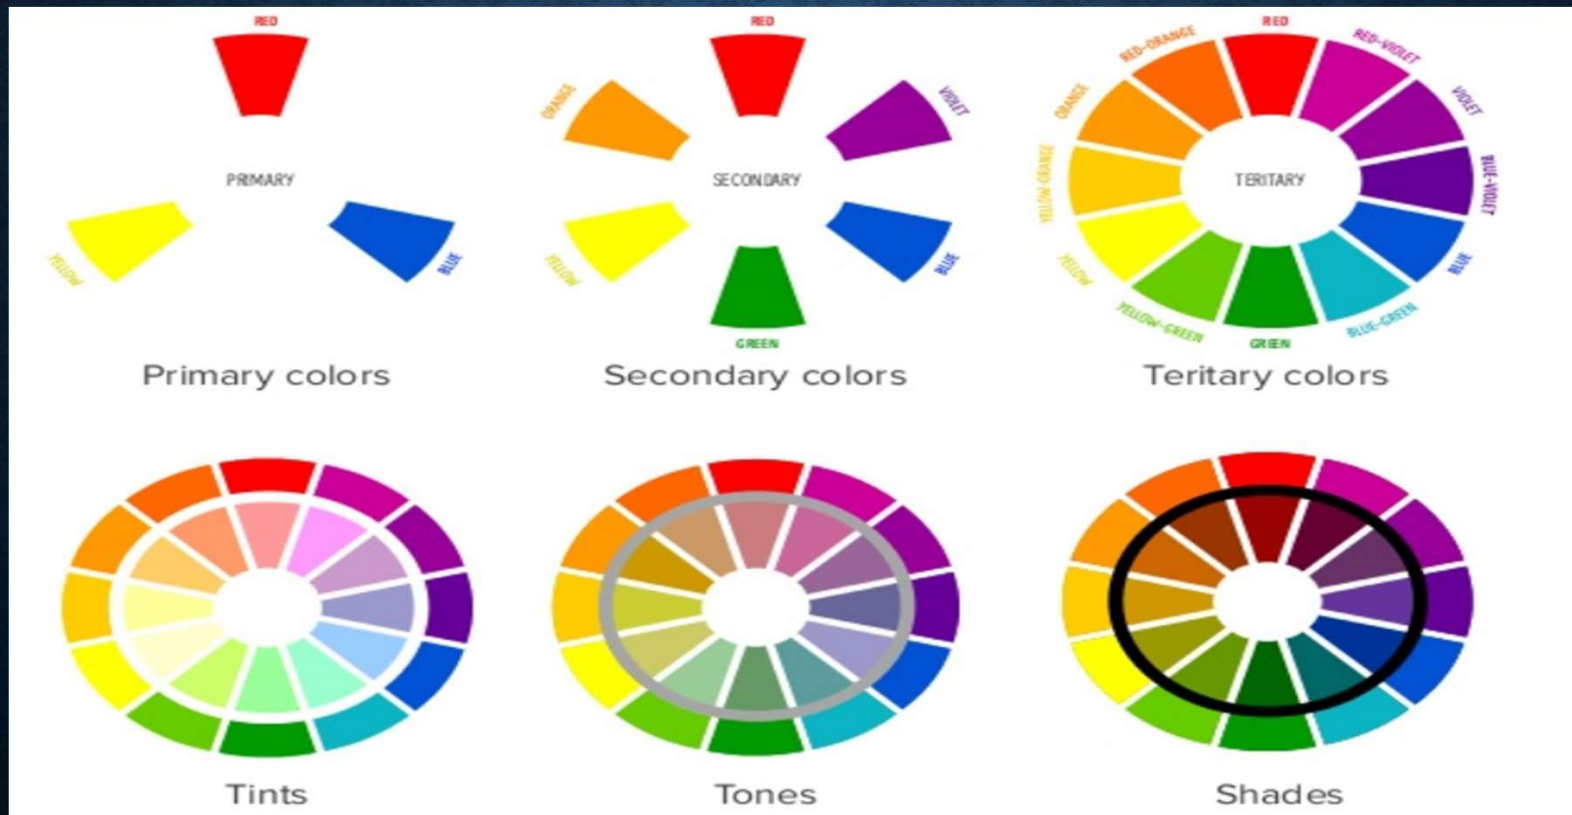 RED
YELLOW
BLUE
PRIMARY
Primary colors
RED
ORANGE
VIOLET
YELLOW
BLUE
GREEN
SECONDARY
Secondary colors
RED
RED-ORANGE
RED-VIOLET
ORANGE
VIOLET
YELLOW-ORANGE
BLUE-VIOLET
YELLOW
BLUE
YELLOW-GREEN
BLUE-GREEN
GREEN
TERITARY
Teritary colors
Tints
Tones
Shades